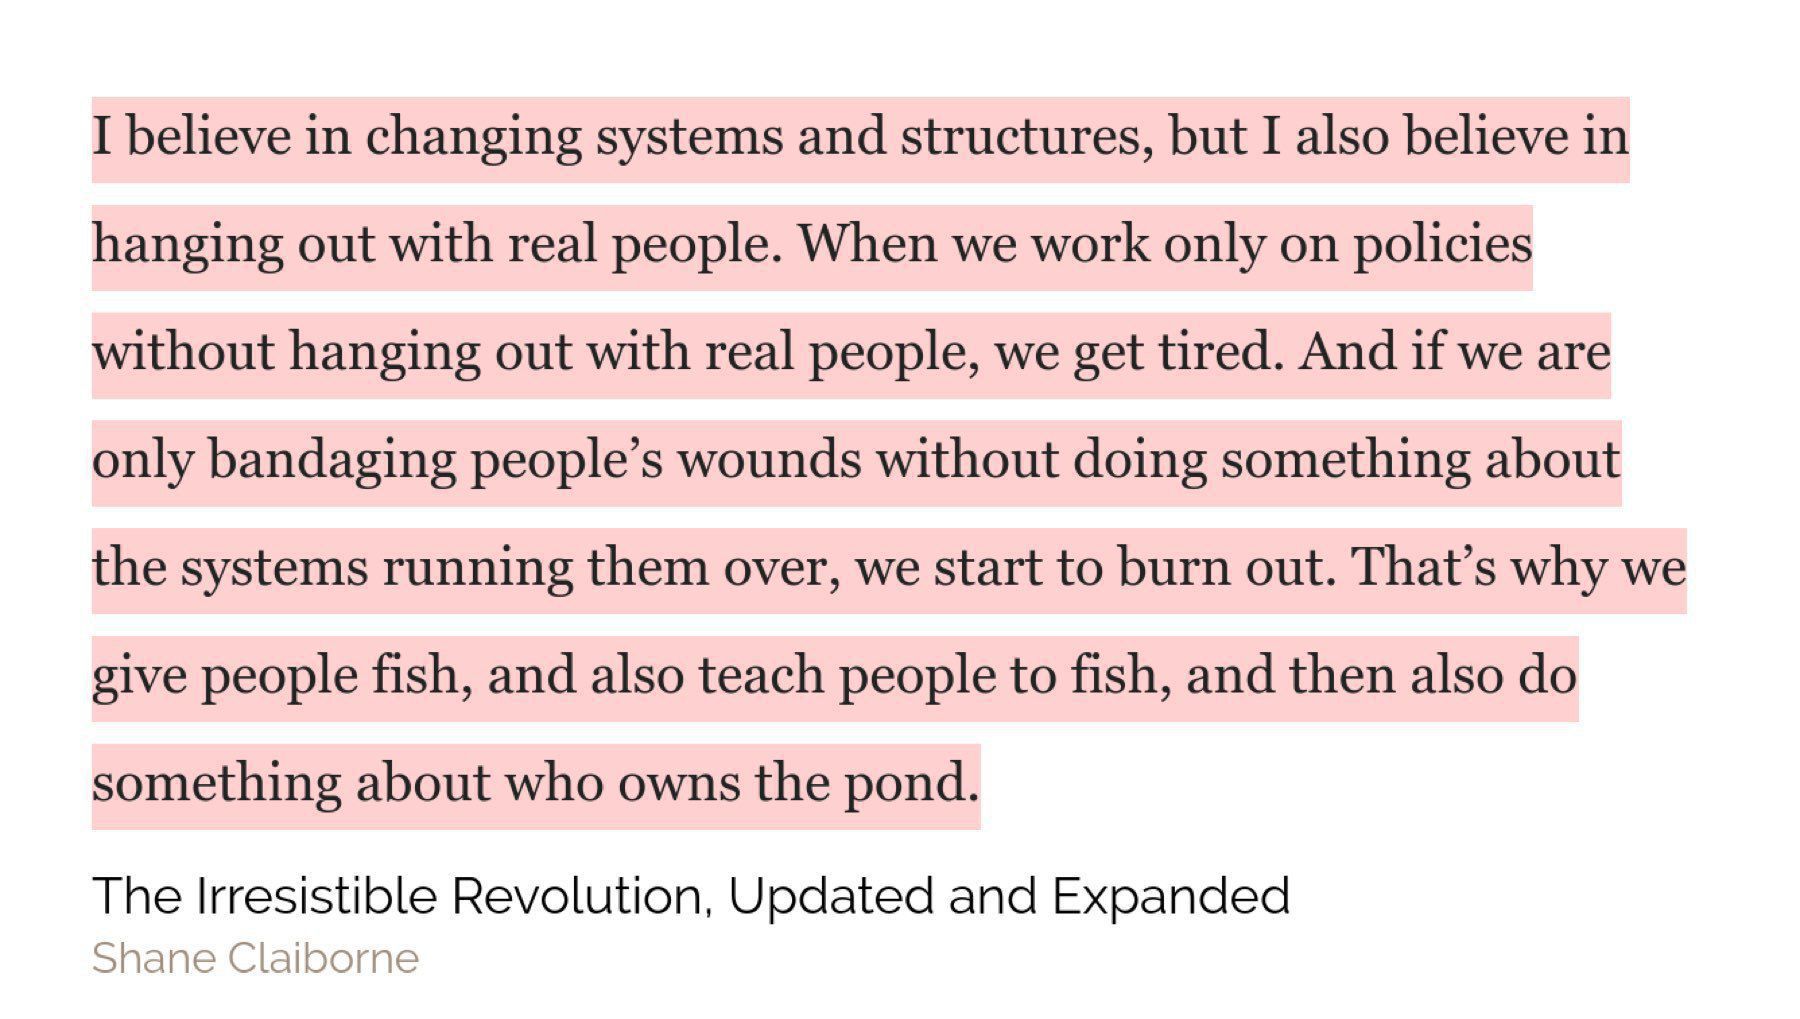 I believe in changing systems and structures, but I also believe in
hanging out with real people. When we work only on policies
without hanging out with real people, we get tired. And if we are
only bandaging people’s wounds without doing something about
the systems running them over, we start to burn out. That’s why we
give people fish, and also teach people to fish, and then also do
something about who owns the pond.
The Irresistible Revolution, Updated and Expanded
Shane Claiborne